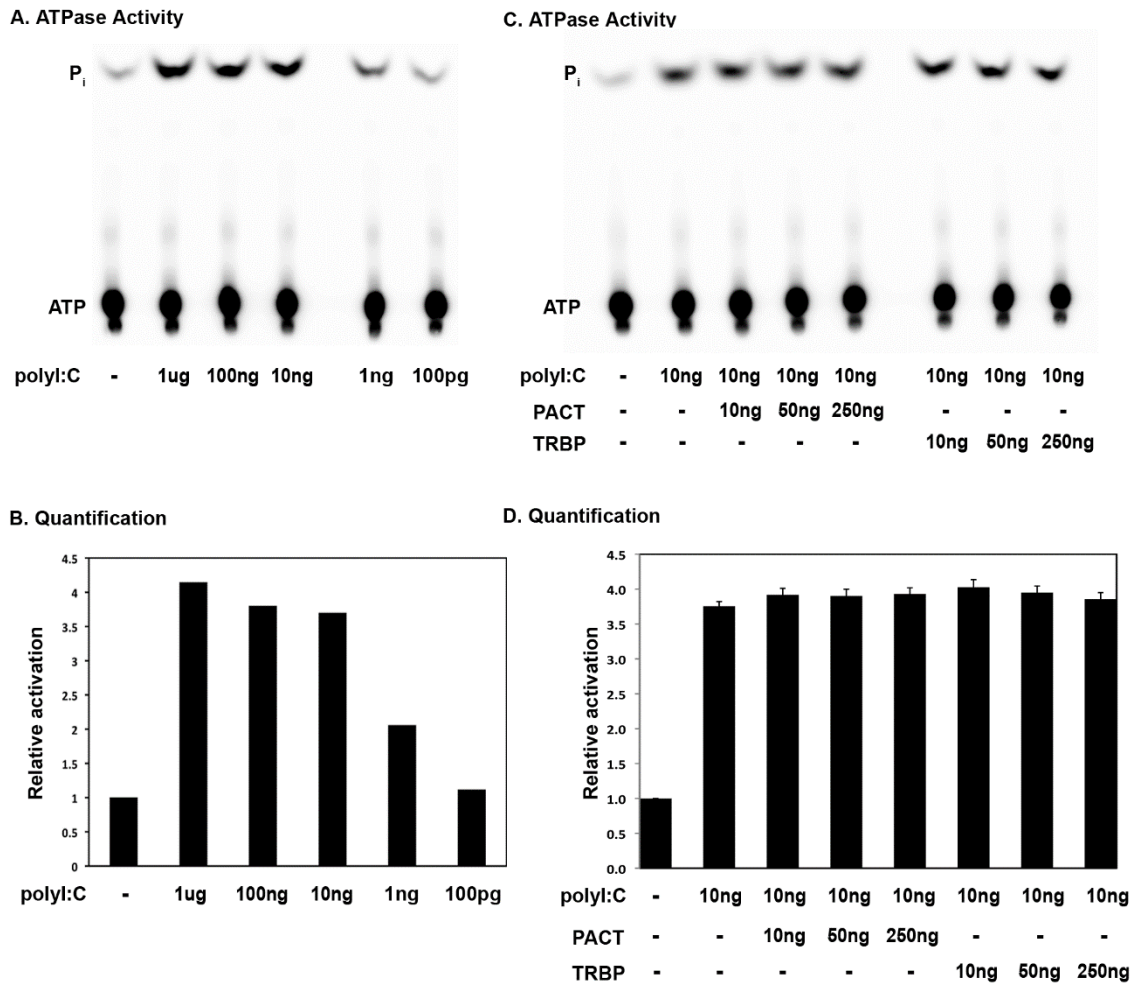 A. ATPase Activity
Pi
ATP
polyI:C - 1ug 100ng 10ng 1ng 100pg
C. ATPase Activity
Pi
ATP
polyI:C - 10ng 10ng 10ng 10ng 10ng 10ng 10ng
PACT - - 10ng 50ng 250ng - - -
TRBP - - - - - 10ng 50ng 250ng
B. Quantification
Relative activation
4.5
4
3.5
3
2.5
2
1.5
1
0.5
0
polyI:C - 1ug 100ng 10ng 1ng 100pg
D. Quantification
Relative activation
4.5
4.0
3.5
3.0
2.5
2.0
1.5
1.0
0.5
0.0
polyI:C - 10ng 10ng 10ng 10ng 10ng 10ng 10ng
PACT - - 10ng 50ng 250ng - - -
TRBP - - - - - 10ng 50ng 250ng